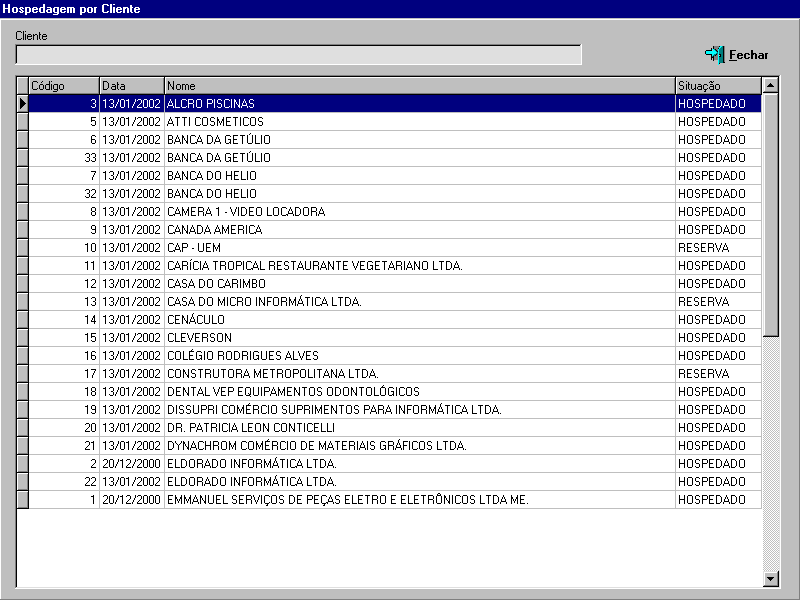 Hospedagem por Cliente
Cliente
Fechar
Código Data Nome Situação
3 13/01/2002 ALCRO PISCINAS HOSPEDADO
5 13/01/2002 ATTI COSMETICOS HOSPEDADO
6 13/01/2002 BANCA DA GETÚLIO HOSPEDADO
33 13/01/2002 BANCA DA GETÚLIO HOSPEDADO
7 13/01/2002 BANCA DO HELIO HOSPEDADO
32 13/01/2002 BANCA DO HELIO HOSPEDADO
8 13/01/2002 CAMERA 1 - VIDEO LOCADORA HOSPEDADO
9 13/01/2002 CANADA AMERICA HOSPEDADO
10 13/01/2002 CAP - UEM RESERVA
11 13/01/2002 CARÍCIA TROPICAL RESTAURANTE VEGETARIANO LTDA. HOSPEDADO
12 13/01/2002 CASA DO CARIMBO HOSPEDADO
13 13/01/2002 CASA DO MICRO INFORMÁTICA LTDA. RESERVA
14 13/01/2002 CENÁCULO HOSPEDADO
15 13/01/2002 CLEVERSON HOSPEDADO
16 13/01/2002 COLÉGIO RODRIGUES ALVES HOSPEDADO
17 13/01/2002 CONSTRUTORA METROPOLITANA LTDA. RESERVA
18 13/01/2002 DENTAL VEP EQUIPAMENTOS ODONTOLÓGICOS HOSPEDADO
19 13/01/2002 DISSUPRI COMÉRCIO SUPRIMENTOS PARA INFORMÁTICA LTDA. HOSPEDADO
20 13/01/2002 DR. PATRICIA LEON CONTICELLI HOSPEDADO
21 13/01/2002 DYNACHROM COMÉRCIO DE MATERIAIS GRÁFICOS LTDA. HOSPEDADO
2 20/12/2000 ELDORADO INFORMÁTICA LTDA. HOSPEDADO
22 13/01/2002 ELDORADO INFORMÁTICA LTDA. HOSPEDADO
1 20/12/2000 EMMANUEL SERVIÇOS DE PEÇAS ELETRO E ELETRÔNICOS LTDA ME. HOSPEDADO